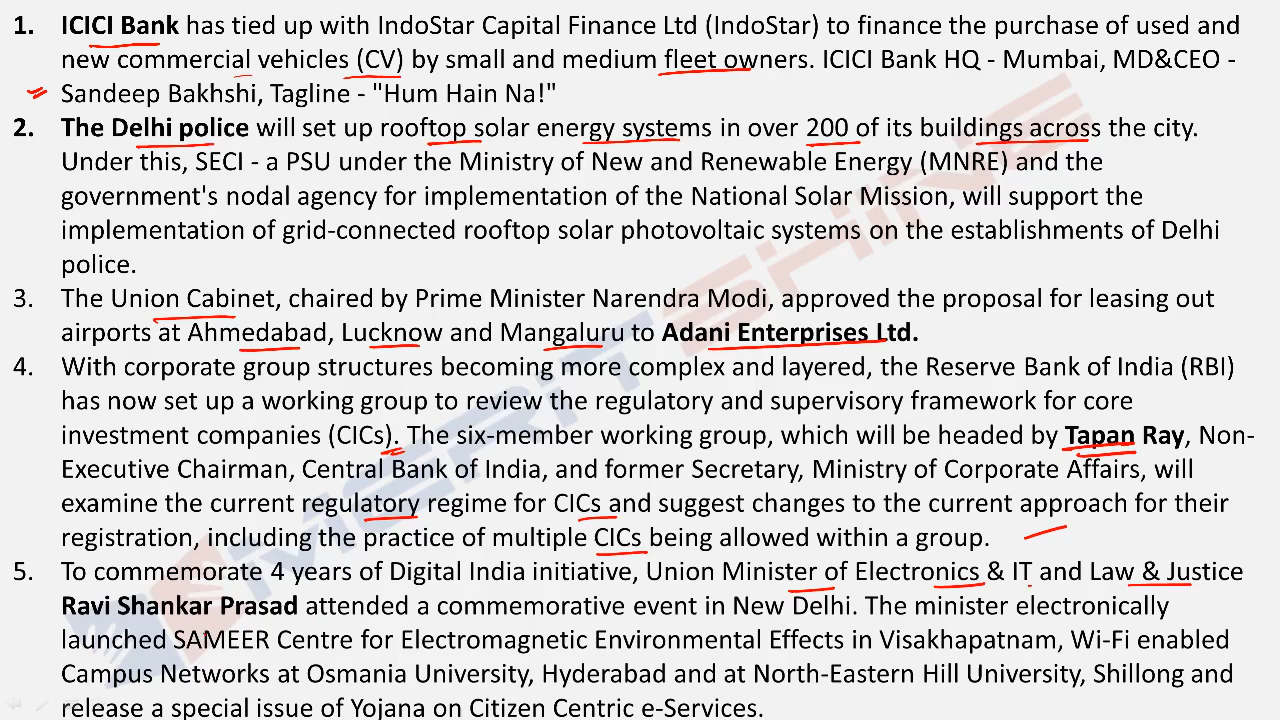 1. ICICI Bank has tied up with IndoStar Capital Finance Ltd (IndoStar) to finance the purchase of used and
new commercial vehicles (CV) by small and medium fleet owners. ICICI Bank HQ - Mumbai, MD&CEO -
Sandeep Bakhshi, Tagline - "Hum Hain Na!"
2. The Delhi police will set up rooftop solar energy systems in over 200 of its buildings across the city.
Under this, SECI - a PSU under the Ministry of New and Renewable Energy (MNRE) and the
government's nodal agency for implementation of the National Solar Mission, will support the
implementation of grid-connected rooftop solar photovoltaic systems on the establishments of Delhi
police.
3. The Union Cabinet, chaired by Prime Minister Narendra Modi, approved the proposal for leasing out
airports at Ahmedabad, Lucknow and Mangaluru to Adani Enterprises Ltd.
4. With corporate group structures becoming more complex and layered, the Reserve Bank of India (RBI)
has now set up a working group to review the regulatory and supervisory framework for core
investment companies (CICs). The six-member working group, which will be headed by Tapan Ray, Non-
Executive Chairman, Central Bank of India, and former Secretary, Ministry of Corporate Affairs, will
examine the current regulatory regime for CICs and suggest changes to the current approach for their
registration, including the practice of multiple CICs being allowed within a group.
5. To commemorate 4 years of Digital India initiative, Union Minister of Electronics & IT and Law & Justice
Ravi Shankar Prasad attended a commemorative event in New Delhi. The minister electronically
launched SAMEER Centre for Electromagnetic Environmental Effects in Visakhapatnam, Wi-Fi enabled
Campus Networks at Osmania University, Hyderabad and at North-Eastern Hill University, Shillong and
release a special issue of Yojana on Citizen Centric e-Services.
MERIT SHINE